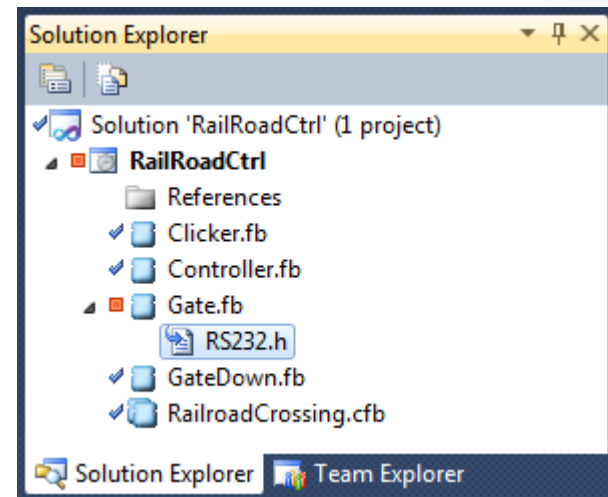 Solution Explorer
Solution 'RailRoadCtrl' (1 project)
RailRoadCtrl
References
Clicker.fb
Controller.fb
Gate.fb
RS232.h
GateDown.fb
RailroadCrossing.cfb
Solution Explorer Team Explorer